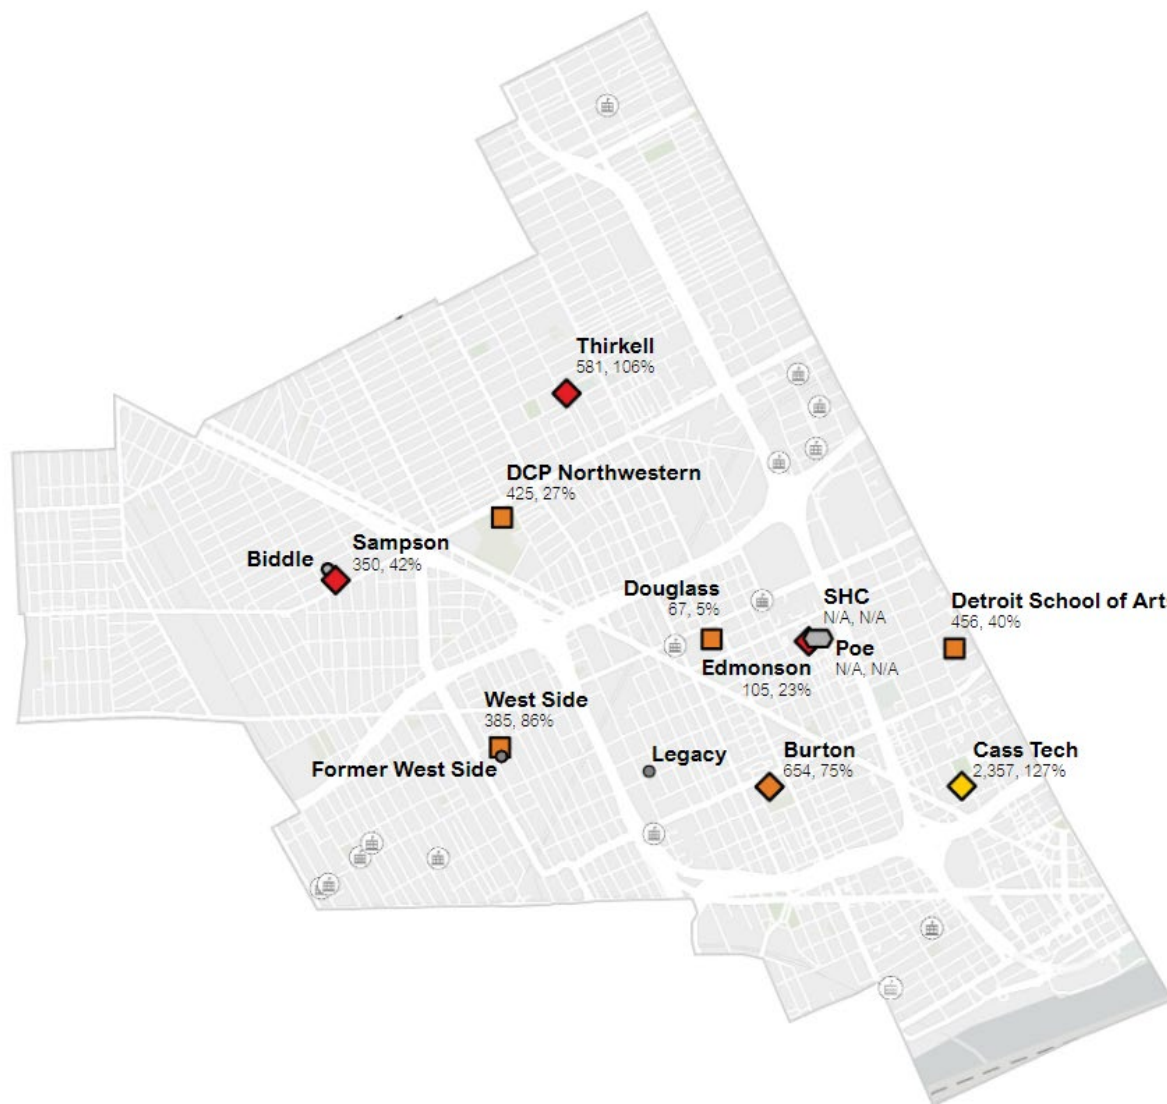 Thirkell
581, 106%
DCP Northwestern
425, 27%
Biddle
Sampson
350, 42%
Douglass
67, 5%
SHC
N/A, N/A
Detroit School of Art
456, 40%
Edmonson
105, 23%
Poe
N/A, N/A
West Side
385, 86%
Former West Side
Legacy
Burton
654, 75%
Cass Tech
2,357, 127%